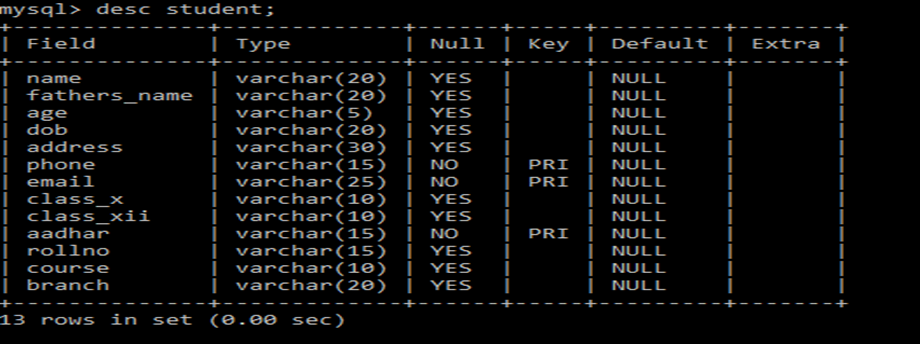 mysql> desc student;
+--------------+-------------+------+-----+---------+-------+
| Field        | Type        | Null | Key | Default | Extra |
+--------------+-------------+------+-----+---------+-------+
| name         | varchar(20) | YES  |     | NULL    |       |
| fathers_name | varchar(20) | YES  |     | NULL    |       |
| age          | varchar(5)  | YES  |     | NULL    |       |
| dob          | varchar(20) | YES  |     | NULL    |       |
| address      | varchar(30) | YES  |     | NULL    |       |
| phone        | varchar(15) | NO   | PRI | NULL    |       |
| email        | varchar(25) | NO   | PRI | NULL    |       |
| class_x      | varchar(10) | YES  |     | NULL    |       |
| class_xii    | varchar(10) | YES  |     | NULL    |       |
| aadhar       | varchar(15) | NO   | PRI | NULL    |       |
| rollno       | varchar(15) | YES  |     | NULL    |       |
| course       | varchar(10) | YES  |     | NULL    |       |
| branch       | varchar(20) | YES  |     | NULL    |       |
+--------------+-------------+------+-----+---------+-------+
13 rows in set (0.00 sec)